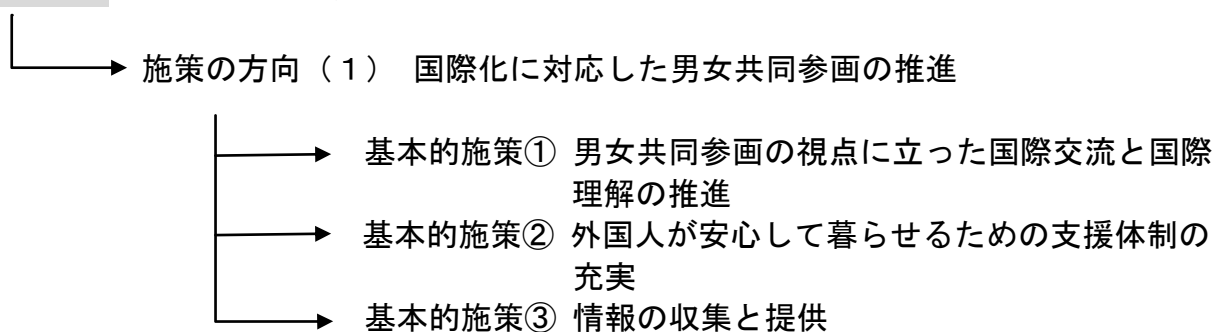 施策の方向（１） 国際化に対応した男女共同参画の推進
基本的施策① 男女共同参画の視点に立った国際交流と国際
理解の推進
基本的施策② 外国人が安心して暮らせるための支援体制の
充実
基本的施策③ 情報の収集と提供